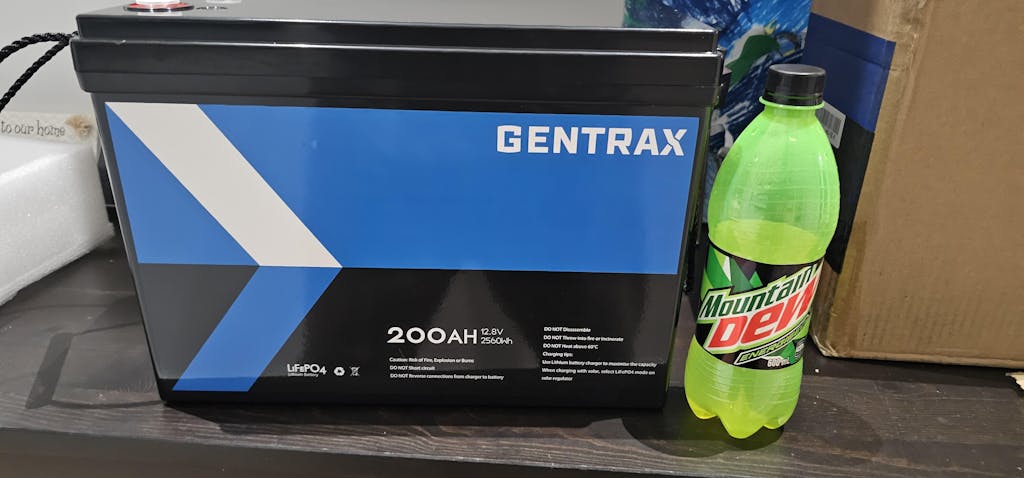 to our home
GENTRAX
200AH
12.8V
2560Wh
LiFePO4
Lithium Battery
Caution: Risk of Fire, Explosion or Burns
DO NOT Short circuit
DO NOT Reverse connections from charger to battery
DO NOT Disassemble
DO NOT Throw into fire or Incinerate
DO NOT Heat above 60°C
Charging tips:
Use Lithium battery charger to maximise the capacity
When charging with solar, select LiFePO4 mode on
solar regulator
Mountain
Dew
ENERGISED
600 mL